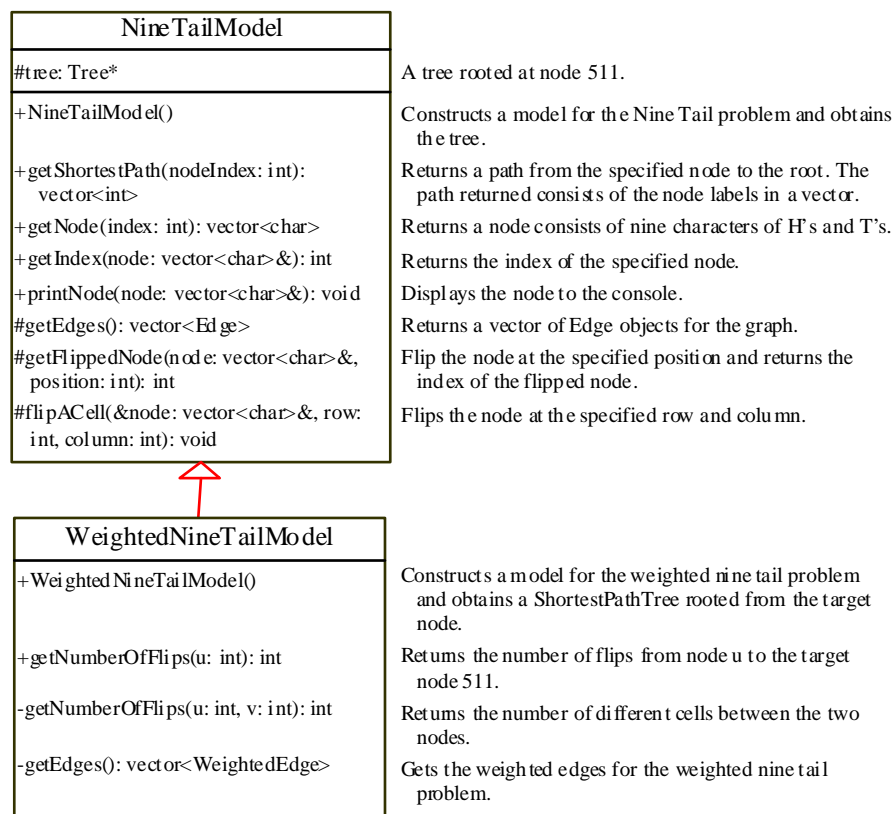 NineTailModel
#tree: Tree*
A tree rooted at node 511.
+NineTailModel()
Constructs a model for the Nine Tail problem and obtains
the tree.
+getShortestPath(nodeIndex: int):
vector<int>
Returns a path from the specified node to the root. The
path returned consists of the node labels in a vector.
+getNode(index: int): vector<char>
Returns a node consists of nine characters of H's and T's.
+getIndex(node: vector<char>&): int
Returns the index of the specified node.
+printNode(node: vector<char>&): void
Displays the node to the console.
#getEdges(): vector<Edge>
Returns a vector of Edge objects for the graph.
#getFlippedNode(node: vector<char>&,
position: int): int
Flip the node at the specified position and returns the
index of the flipped node.
#flipACell(&node: vector<char>&, row:
int, column: int): void
Flips the node at the specified row and column.
WeightedNineTailModel
+WeightedNineTailModel()
Constructs a model for the weighted nine tail problem
and obtains a ShortestPathTree rooted from the target
node.
+getNumberOfFlips(u: int): int
Returns the number of flips from node u to the target
node 511.
-getNumberOfFlips(u: int, v: int): int
Returns the number of different cells between the two
nodes.
-getEdges(): vector<WeightedEdge>
Gets the weighted edges for the weighted nine tail
problem.